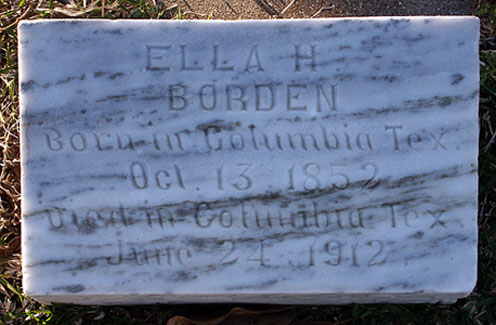 ELLA H
BORDEN
Born in Columbia Tex.
Oct. 13 1852
Died in Columbia Tex
June 24 1912